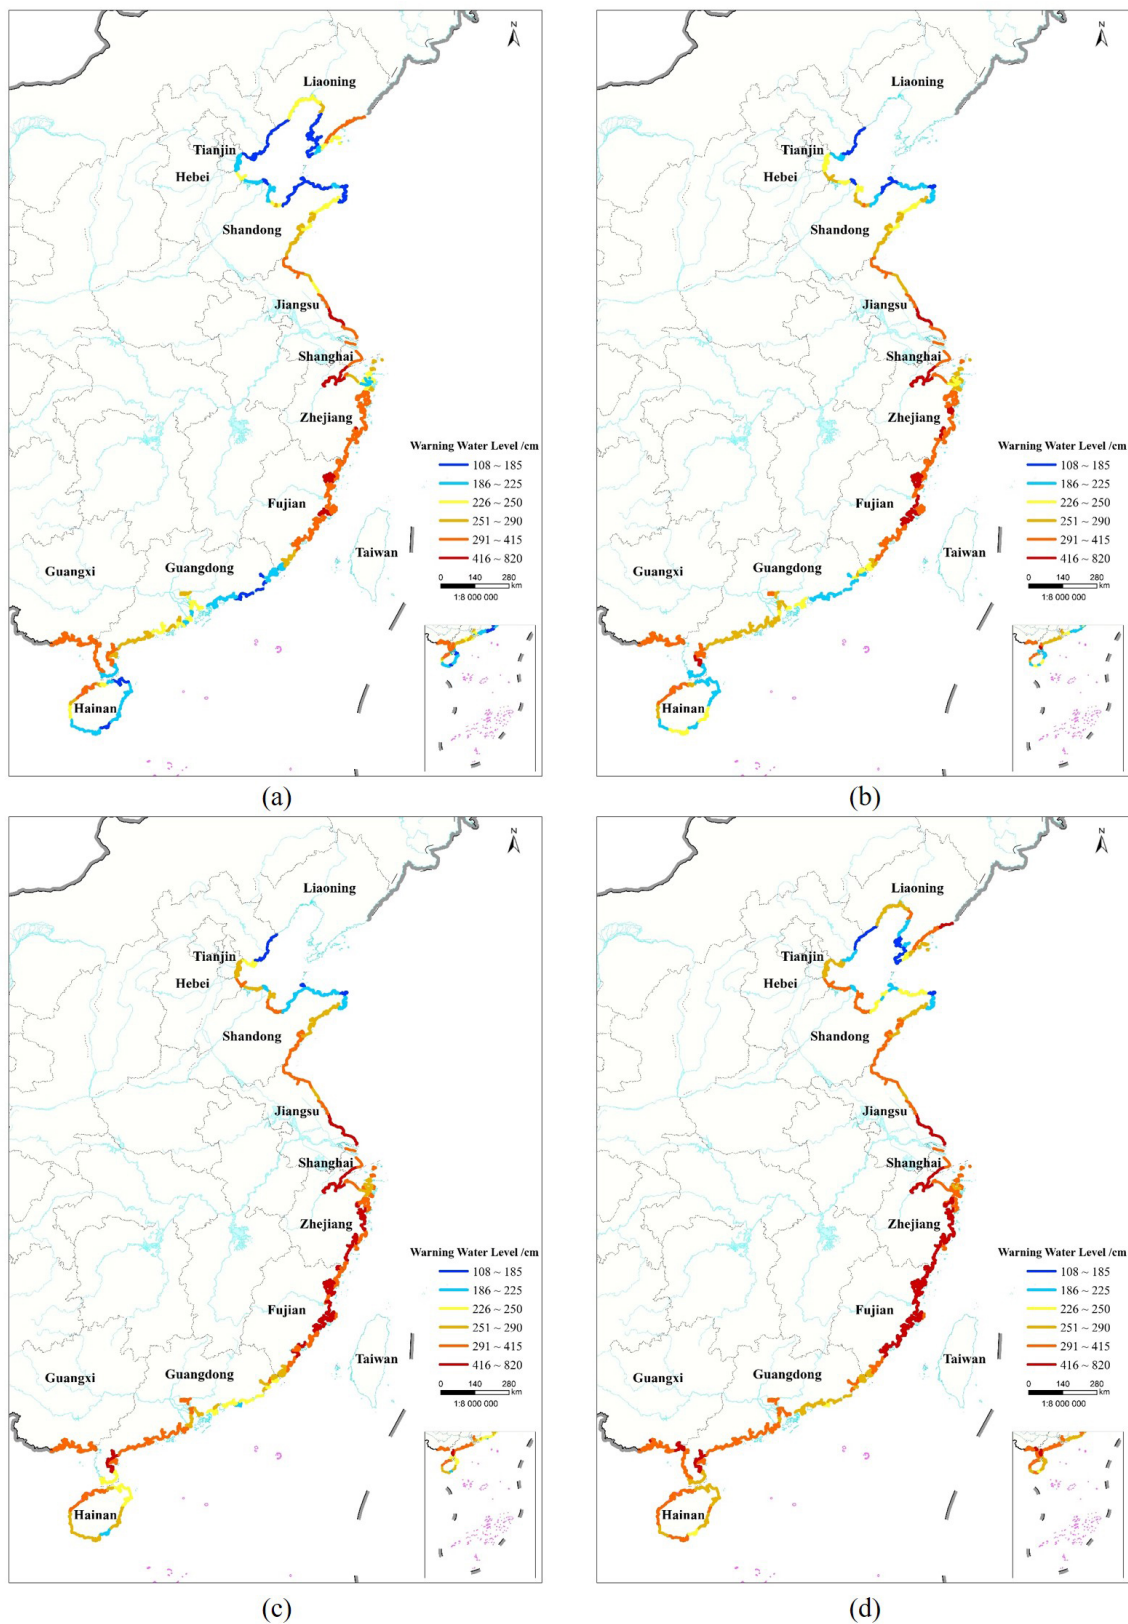 N
Liaoning
Tianjin
Hebei
Shandong
Jiangsu
Shanghai
Zhejiang
Warning Water Level /cm
108 ~ 185
186 ~ 225
226 ~ 250
251 ~ 290
291 ~ 415
416 ~ 820
Fujian
Taiwan
Guangxi
Guangdong
0 140 280
km
1:8 000 000
Hainan
(a)
N
Liaoning
Tianjin
Hebei
Shandong
Jiangsu
Shanghai
Zhejiang
Warning Water Level /cm
108 ~ 185
186 ~ 225
226 ~ 250
251 ~ 290
291 ~ 415
416 ~ 820
Fujian
Taiwan
Guangxi
Guangdong
0 140 280
km
1:8 000 000
Hainan
(b)
N
Liaoning
Tianjin
Hebei
Shandong
Jiangsu
Shanghai
Zhejiang
Warning Water Level /cm
108 ~ 185
186 ~ 225
226 ~ 250
251 ~ 290
291 ~ 415
416 ~ 820
Fujian
Taiwan
Guangxi
Guangdong
0 140 280
km
1:8 000 000
Hainan
(c)
N
Liaoning
Tianjin
Hebei
Shandong
Jiangsu
Shanghai
Zhejiang
Warning Water Level /cm
108 ~ 185
186 ~ 225
226 ~ 250
251 ~ 290
291 ~ 415
416 ~ 820
Fujian
Taiwan
Guangxi
Guangdong
0 140 280
km
1:8 000 000
Hainan
(d)